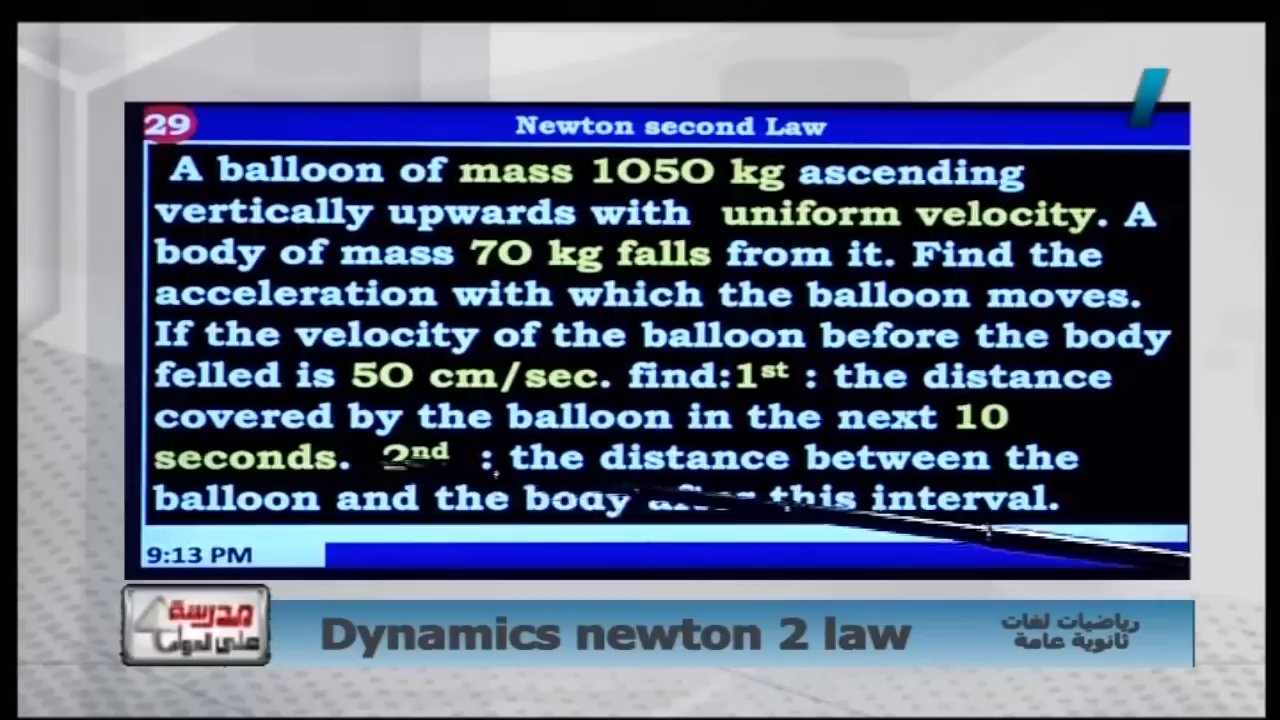 29
Newton second Law
A balloon of mass 1050 kg ascending
vertically upwards with uniform velocity. A
body of mass 70 kg falls from it. Find the
acceleration with which the balloon moves.
If the velocity of the balloon before the body
felled is 50 cm/sec. find:1st : the distance
covered by the balloon in the next 10
seconds. 2nd : the distance between the
balloon and the body after this interval.
9:13 PM
مدرسة
على الهواء
Dynamics newton 2 law
رياضيات لغات
ثانوية عامة